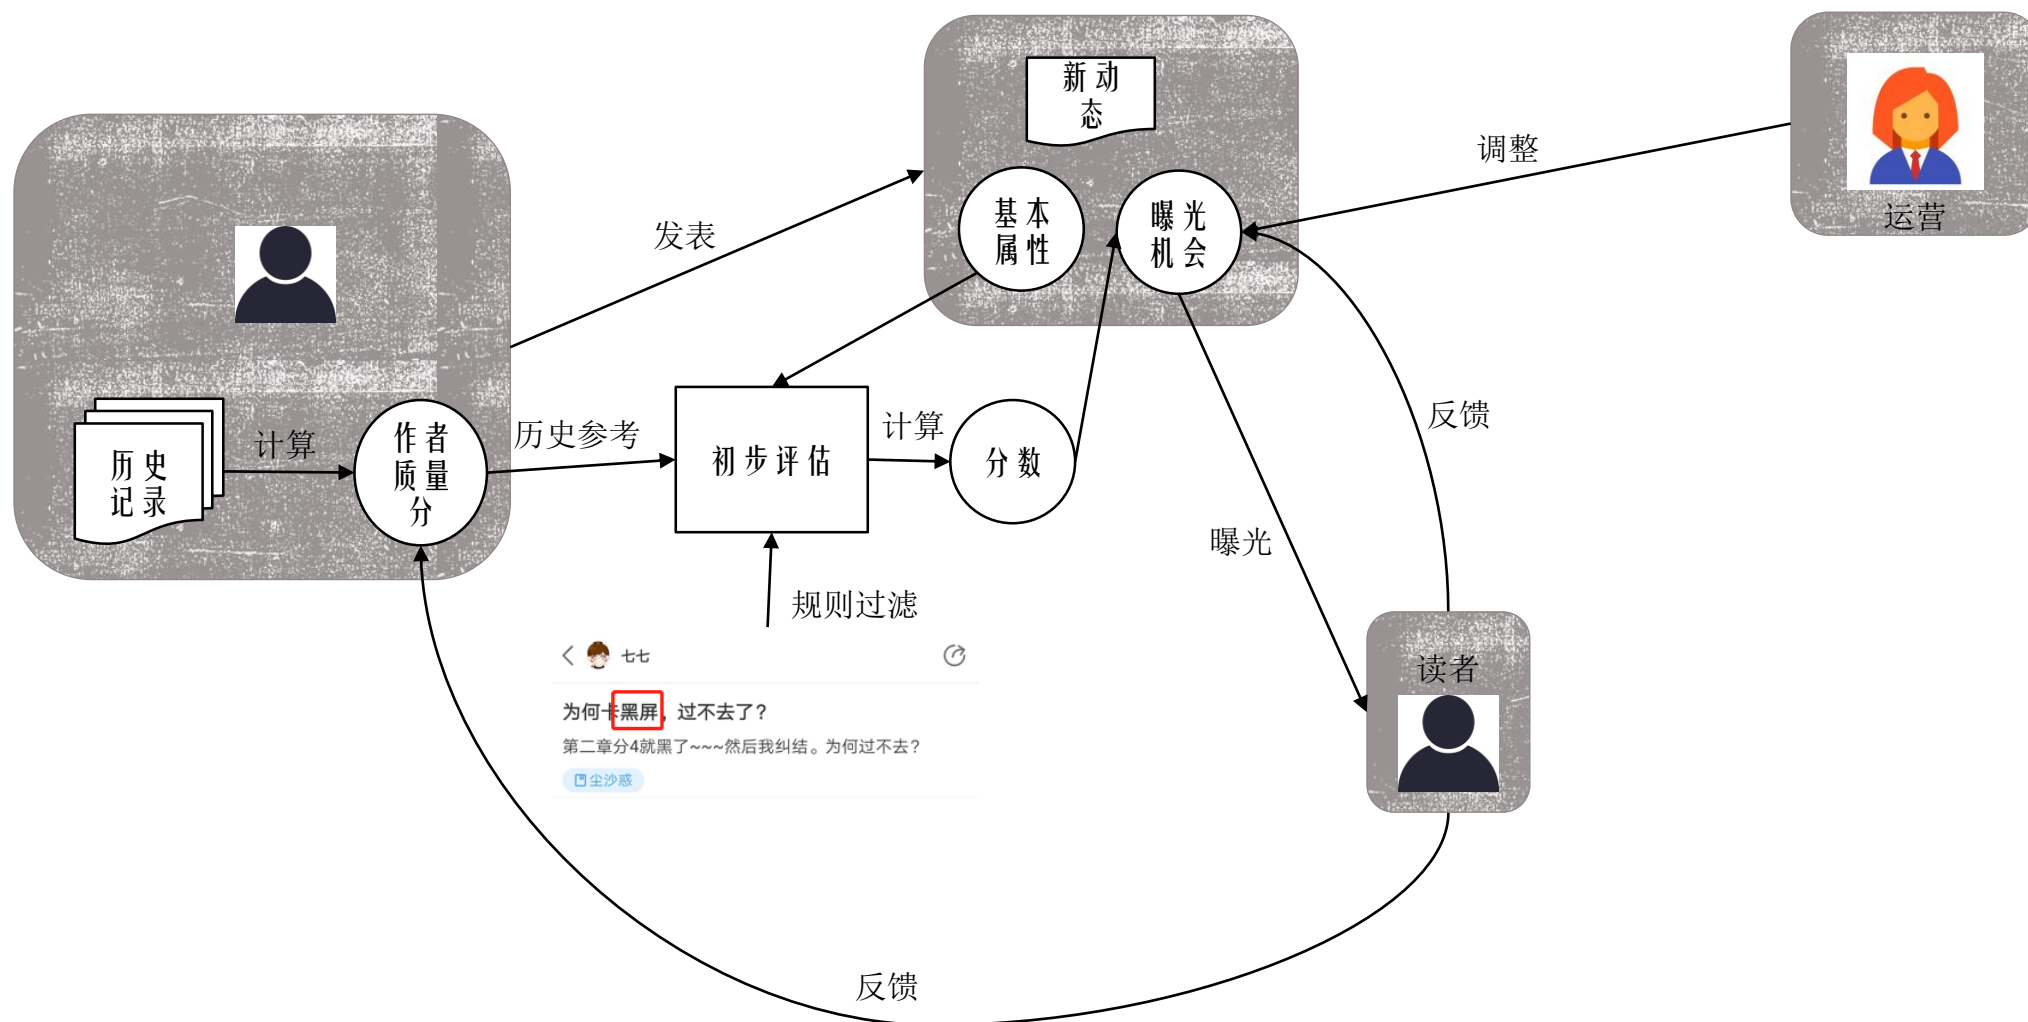 新动
态
基本
属性
曝光
机会
调整
运营
发表
历史
记录
计算
作者
质量
分
历史参考
初步评估
计算
分数
反馈
曝光
规则过滤
七七
为何卡黑屏，过不去了？
第二章分4就黑了~~~然后我纠结。为何过不去？
尘沙惑
读者
反馈